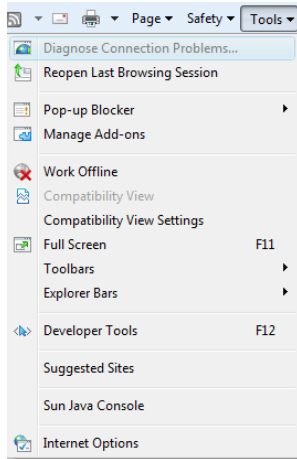 Page Safety Tools
Diagnose Connection Problems...
Reopen Last Browsing Session
Pop-up Blocker
Manage Add-ons
Work Offline
Compatibility View
Compatibility View Settings
Full Screen F11
Toolbars
Explorer Bars
Developer Tools F12
Suggested Sites
Sun Java Console
Internet Options